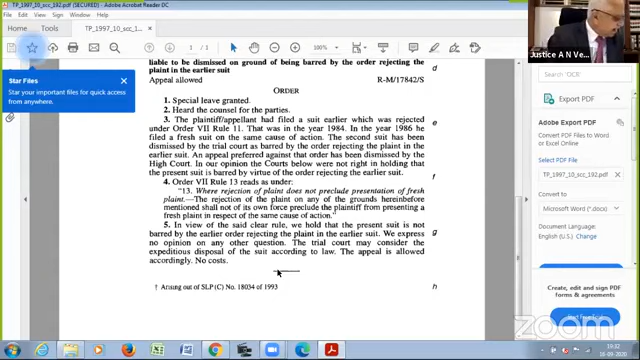 TP_1997_10_scc_192.pdf (SECURED) - Adobe Acrobat Reader DC
File Edit View Sign Window Help
Home Tools TP_1997_10_scc_19... ×
1 / 1 100%
Justice A N Ve
Star Files
Star your important files for quick access
from anywhere.
liable to be dismissed on ground of being barred by the order rejecting the
plaint in the earlier suit
d
Appeal allowed R-M/17842/S
ORDER
1. Special leave granted.
2. Heard the counsel for the parties.
3. The plaintiff/appellant had filed a suit earlier which was rejected
e
under Order VII Rule 11. That was in the year 1984. In the year 1986 he
filed a fresh suit on the same cause of action. The second suit has been
dismissed by the trial court as barred by the order rejecting the plaint in the
earlier suit. An appeal preferred against that order has been dismissed by the
High Court. In our opinion the Courts below were not right in holding that
the present suit is barred by virtue of the order rejecting the earlier suit.
f
4. Order VII Rule 13 reads as under:
"13. Where rejection of plaint does not preclude presentation of fresh
plaint.—The rejection of the plaint on any of the grounds hereinbefore
mentioned shall not of its own force preclude the plaintiff from presenting a
fresh plaint in respect of the same cause of action."
5. In view of the said clear rule, we hold that the present suit is not
g
barred by the earlier order rejecting the plaint in the earlier suit. We express
no opinion on any other question. The trial court may consider the
expeditious disposal of the suit according to law. The appeal is allowed
accordingly. No costs.
† Arising out of SLP (C) No. 18034 of 1993
h
Search 'OCR'
Export PDF
Adobe Export PDF
Convert PDF Files to Word
or Excel Online
Select PDF File
TP_1997_10_scc_192.pdf
Convert to
Microsoft Word (*.docx)
Document Language:
English (U.S.) Change
Create, edit and sign PDF
forms & agreements
zoom
19:32
18-09-2020